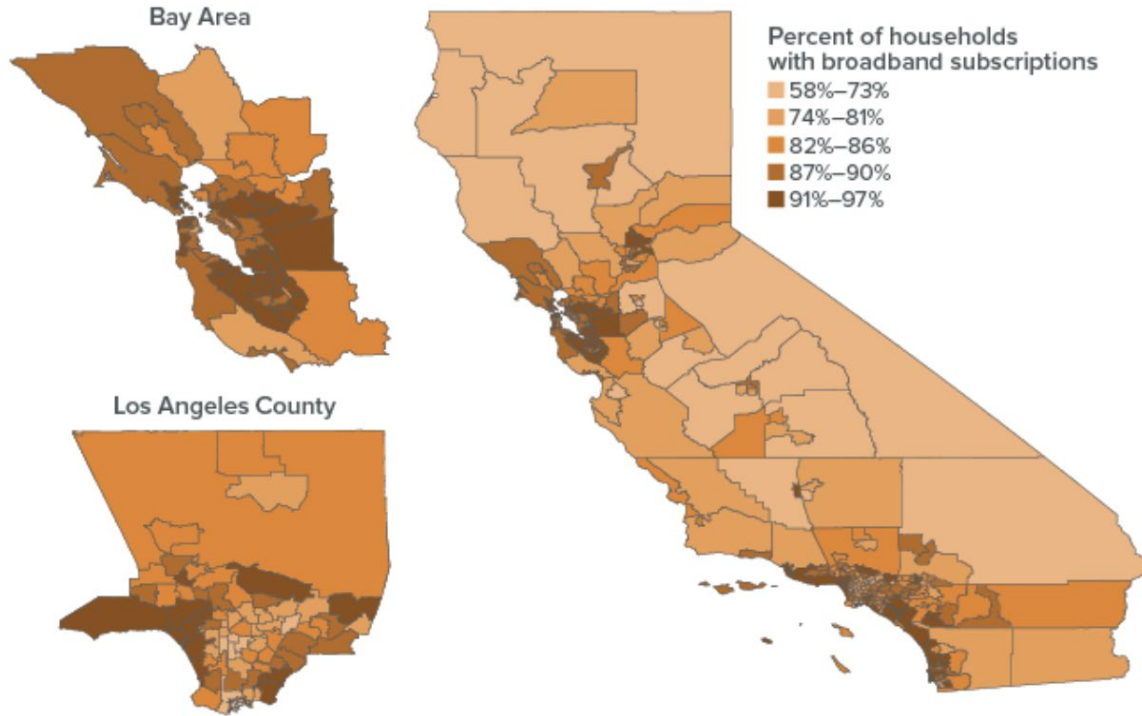 Bay Area
Percent of households
with broadband subscriptions
58%–73%
74%–81%
82%–86%
87%–90%
91%–97%
Los Angeles County